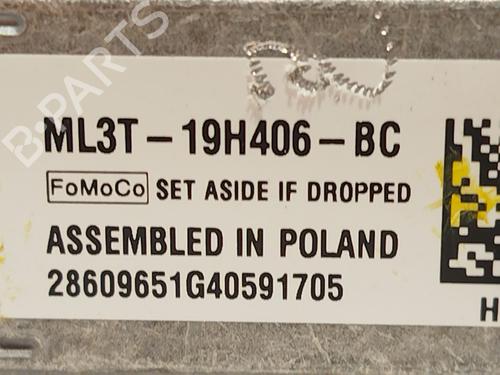 B-PARTS
ML3T-19H406-BC
FoMoCo SET ASIDE IF DROPPED
ASSEMBLED IN POLAND
28609651G40591705
H